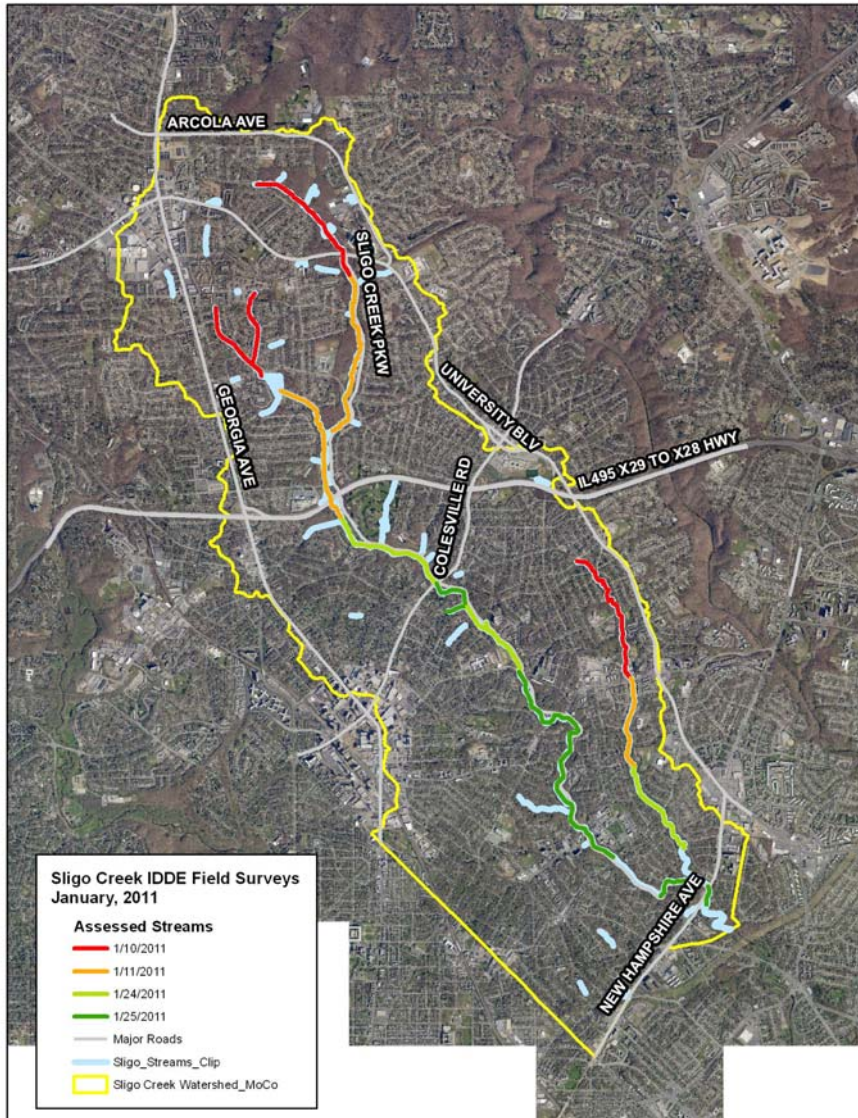 ARCOLA AVE
SLIGO CREEK PKW
GEORGIA AVE
UNIVERSITY BLV
IL495 X29 TO X28 HWY
COLESVILLE RD
NEW HAMPSHIRE AVE
Sligo Creek IDDE Field Surveys
January, 2011
Assessed Streams
1/10/2011
1/11/2011
1/24/2011
1/25/2011
Major Roads
Sligo_Streams_Clip
Sligo Creek Watershed_MoCo